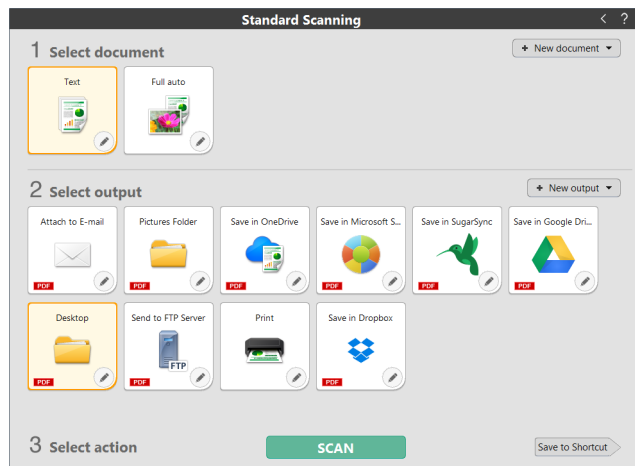 Standard Scanning
< ?
1 Select document
+ New document
Text
Full auto
2 Select output
+ New output
Attach to E-mail
Pictures Folder
Save in OneDrive
Save in Microsoft S...
Save in SugarSync
Save in Google Dri...
PDF
PDF
PDF
PDF
PDF
PDF
Desktop
Send to FTP Server
Print
Save in Dropbox
FTP
PDF
PDF
PDF
3 Select action
SCAN
Save to Shortcut